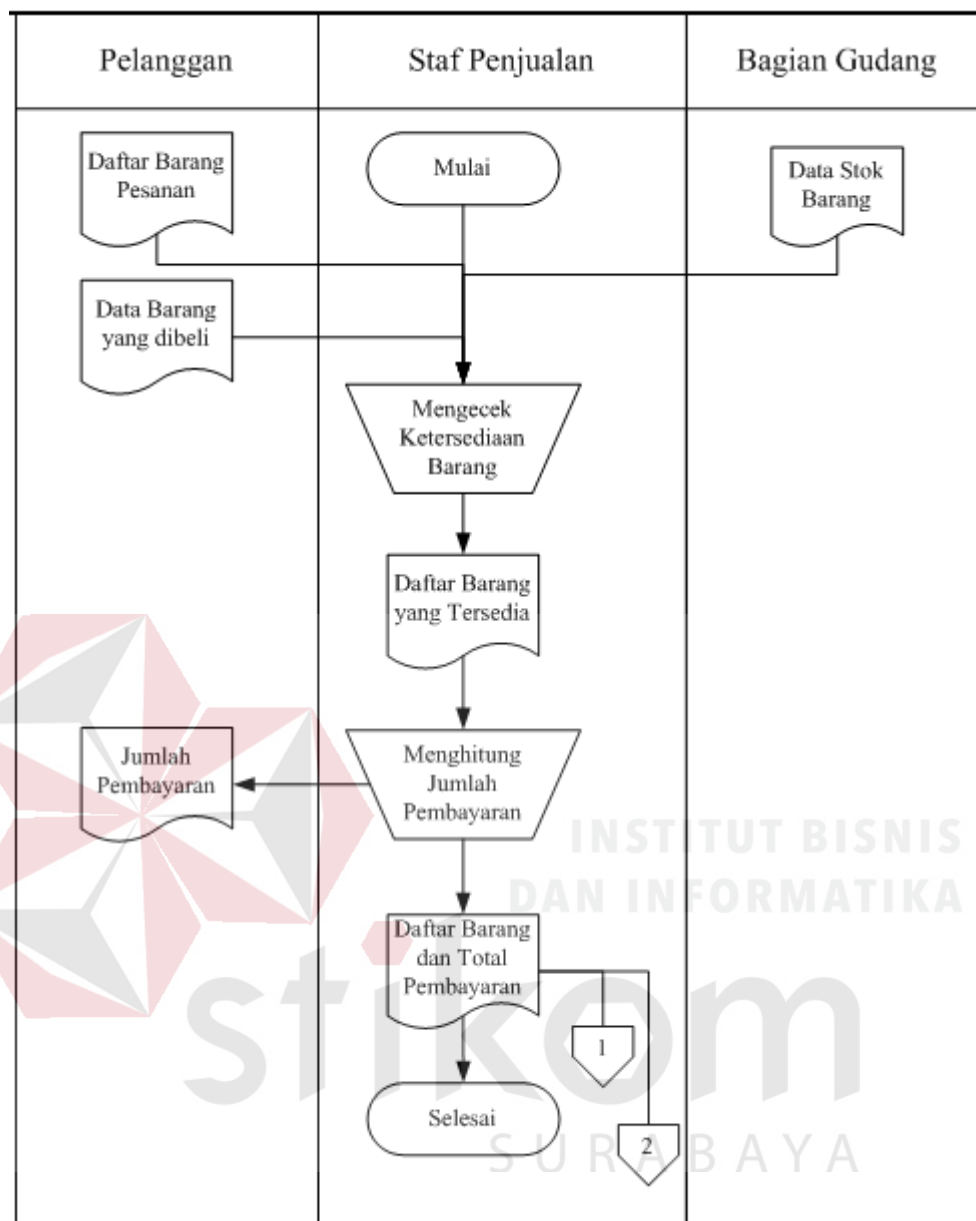 Pelanggan
Staf Penjualan
Bagian Gudang
Daftar Barang
Pesanan
Mulai
Data Stok
Barang
Data Barang
yang dibeli
Mengecek
Ketersediaan
Barang
Daftar Barang
yang Tersedia
Jumlah
Pembayaran
Menghitung
Jumlah
Pembayaran
INSTITUT BISNIS
DAN INFORMATIKA
Daftar Barang
dan Total
Pembayaran
stikom
1
Selesai
2
SURABAYA